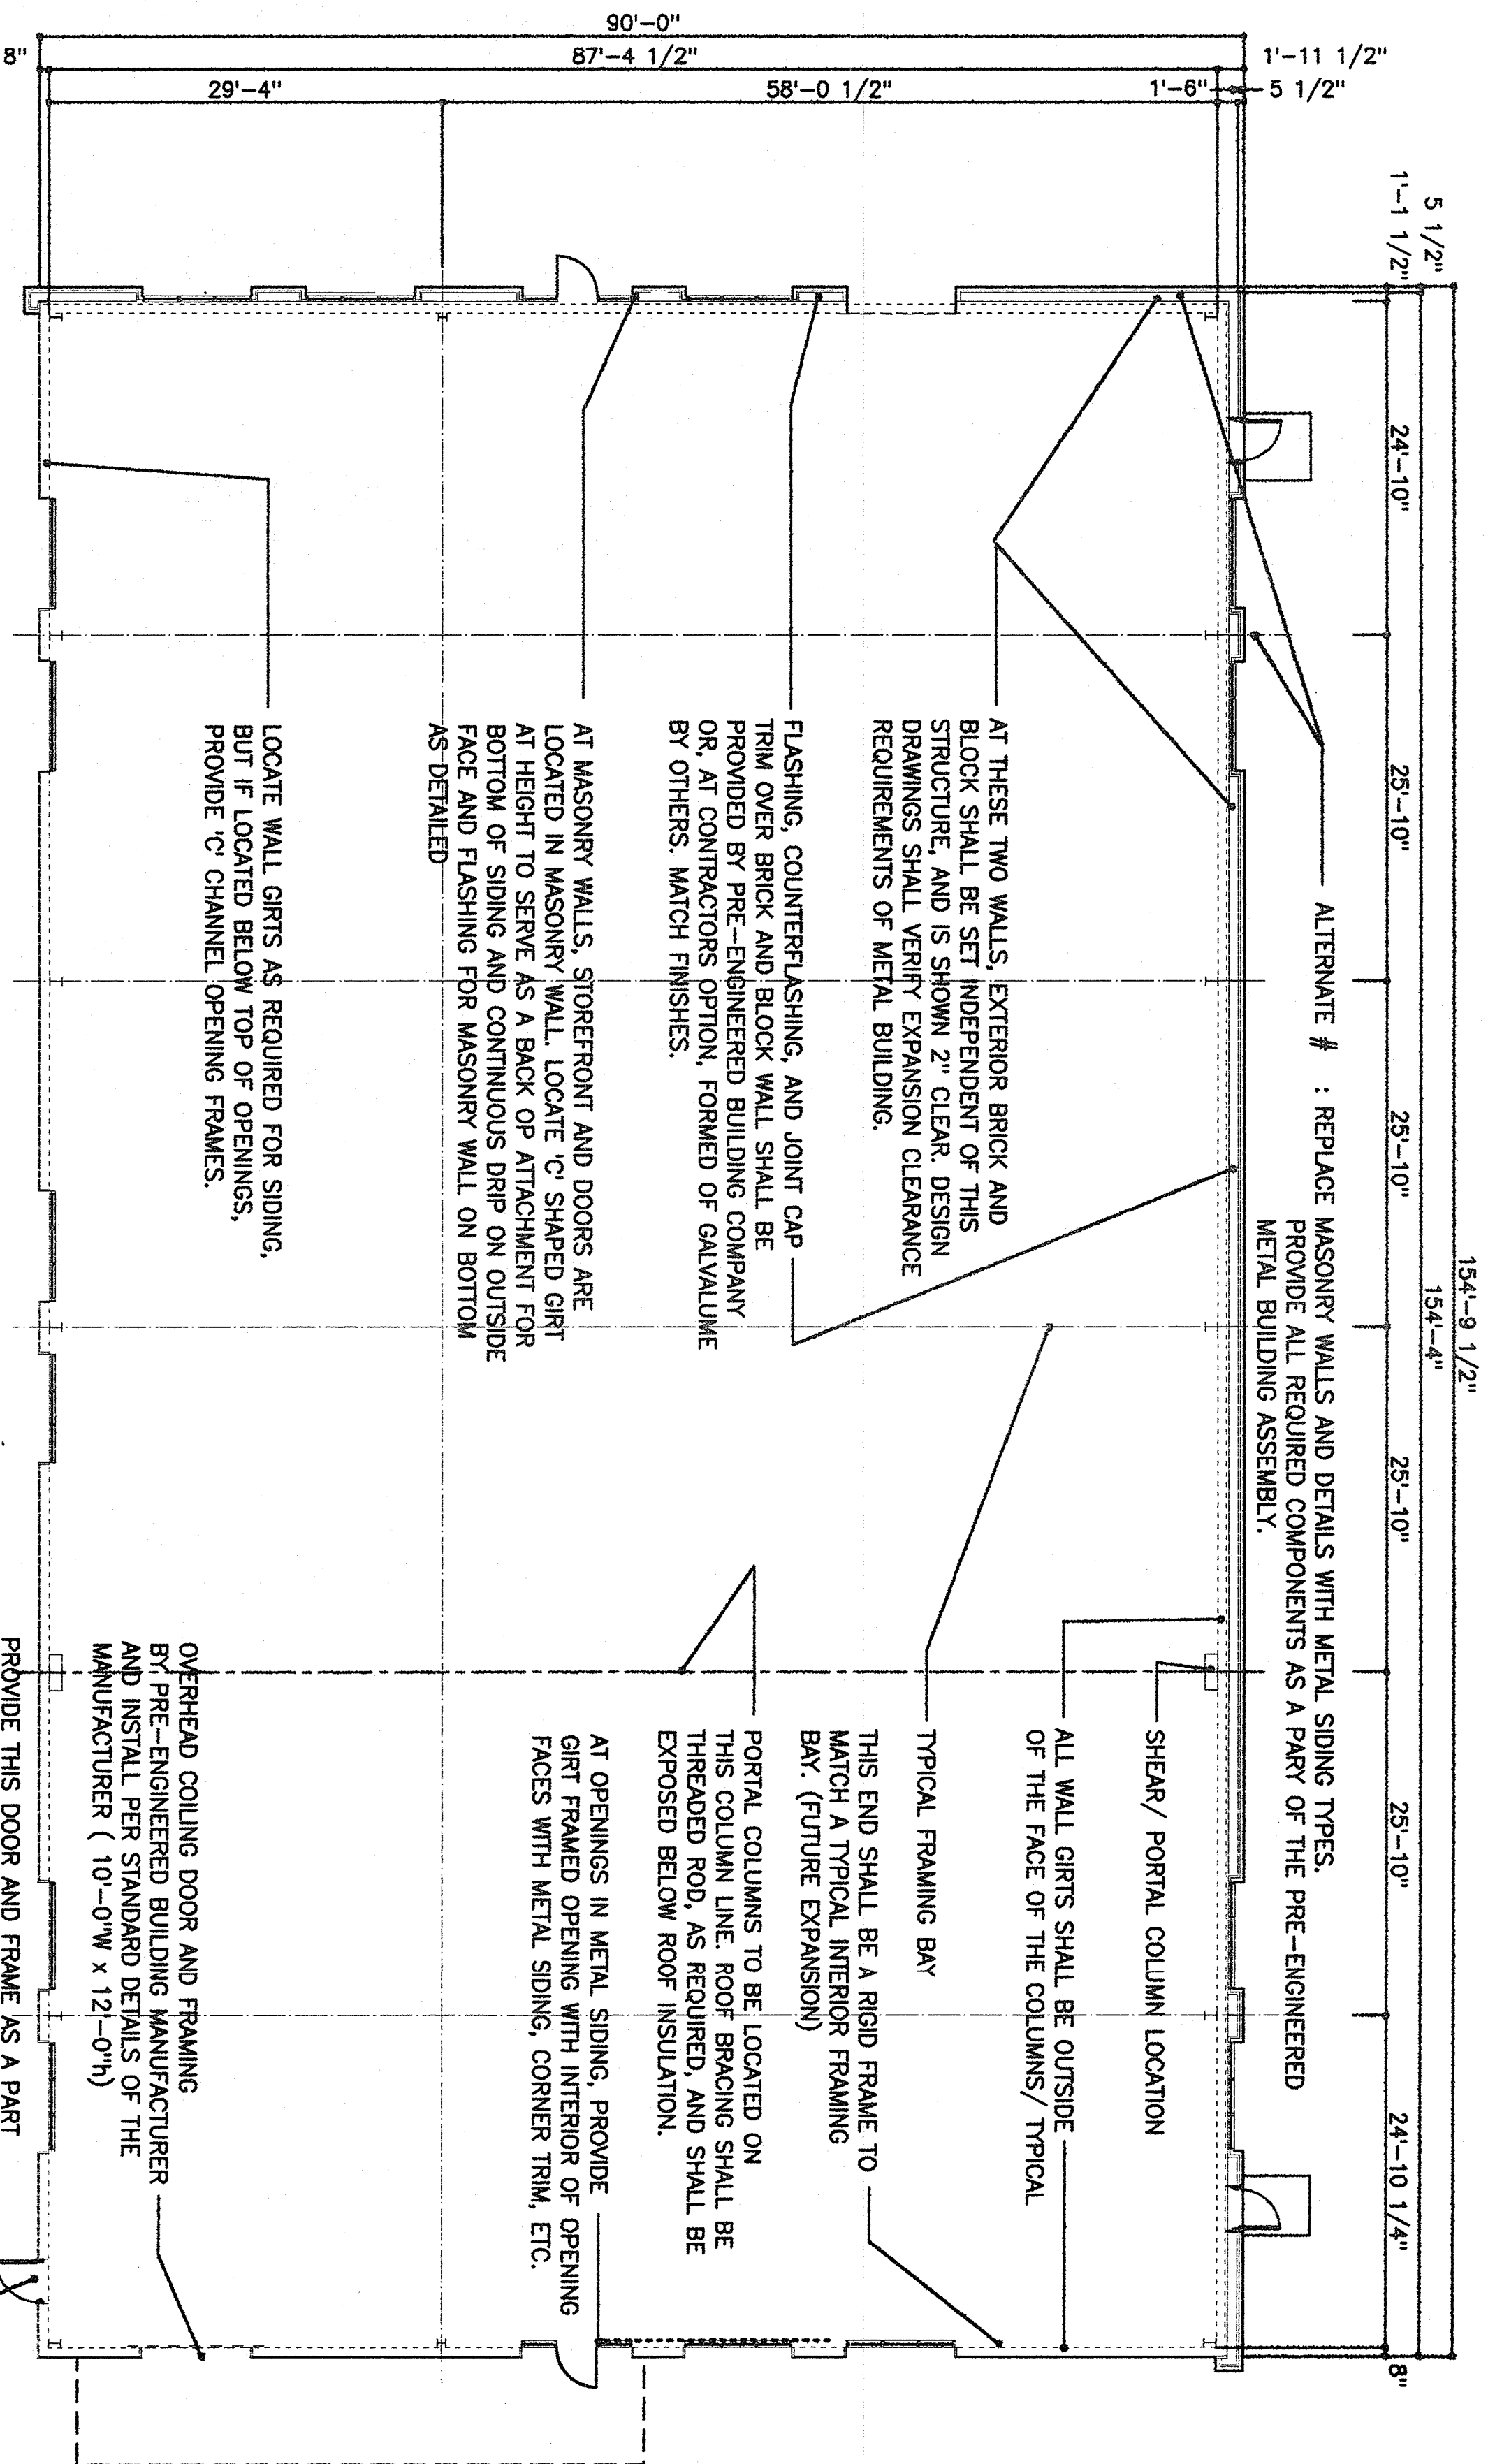 90'-0"
87'-4 1/2"
1'-11 1/2"
8"
29'-4"
58'-0 1/2"
1'-6"
5 1/2"
154'-9 1/2"
154'-4"
5 1/2"
1'-1 1/2"
24'-10"
25'-10"
25'-10"
25'-10"
25'-10"
24'-10 1/4"
8"
ALTERNATE # : REPLACE MASONRY WALLS AND DETAILS WITH METAL SIDING TYPES.
PROVIDE ALL REQUIRED COMPONENTS AS A PARY OF THE PRE-ENGINEERED
METAL BUILDING ASSEMBLY.
AT THESE TWO WALLS, EXTERIOR BRICK AND
BLOCK SHALL BE SET INDEPENDENT OF THIS
STRUCTURE, AND IS SHOWN 2" CLEAR. DESIGN
DRAWINGS SHALL VERIFY EXPANSION CLEARANCE
REQUIREMENTS OF METAL BUILDING.
FLASHING, COUNTERFLASHING, AND JOINT CAP
TRIM OVER BRICK AND BLOCK WALL SHALL BE
PROVIDED BY PRE-ENGINEERED BUILDING COMPANY
OR, AT CONTRACTORS OPTION, FORMED OF GALVALUME
BY OTHERS. MATCH FINISHES.
AT MASONRY WALLS, STOREFRONT AND DOORS ARE
LOCATED IN MASONRY WALL. LOCATE 'C' SHAPED GIRT
AT HEIGHT TO SERVE AS A BACK OP ATTACHMENT FOR
BOTTOM OF SIDING AND CONTINUOUS DRIP ON OUTSIDE
FACE AND FLASHING FOR MASONRY WALL ON BOTTOM
AS DETAILED
LOCATE WALL GIRTS AS REQUIRED FOR SIDING,
BUT IF LOCATED BELOW TOP OF OPENINGS,
PROVIDE 'C' CHANNEL OPENING FRAMES.
SHEAR/ PORTAL COLUMN LOCATION
ALL WALL GIRTS SHALL BE OUTSIDE
OF THE FACE OF THE COLUMNS/ TYPICAL
TYPICAL FRAMING BAY
THIS END SHALL BE A RIGID FRAME TO
MATCH A TYPICAL INTERIOR FRAMING
BAY. (FUTURE EXPANSION)
PORTAL COLUMNS TO BE LOCATED ON
THIS COLUMN LINE. ROOF BRACING SHALL BE
THREADED ROD, AS REQUIRED, AND SHALL BE
EXPOSED BELOW ROOF INSULATION.
AT OPENINGS IN METAL SIDING, PROVIDE
GIRT FRAMED OPENING WITH INTERIOR OF OPENING
FACES WITH METAL SIDING, CORNER TRIM, ETC.
OVERHEAD COILING DOOR AND FRAMING
BY PRE-ENGINEERED BUILDING MANUFACTURER
AND INSTALL PER STANDARD DETAILS OF THE
MANUFACTURER ( 10'-0"W x 12'-0"h)
PROVIDE THIS DOOR AND FRAME AS A PART